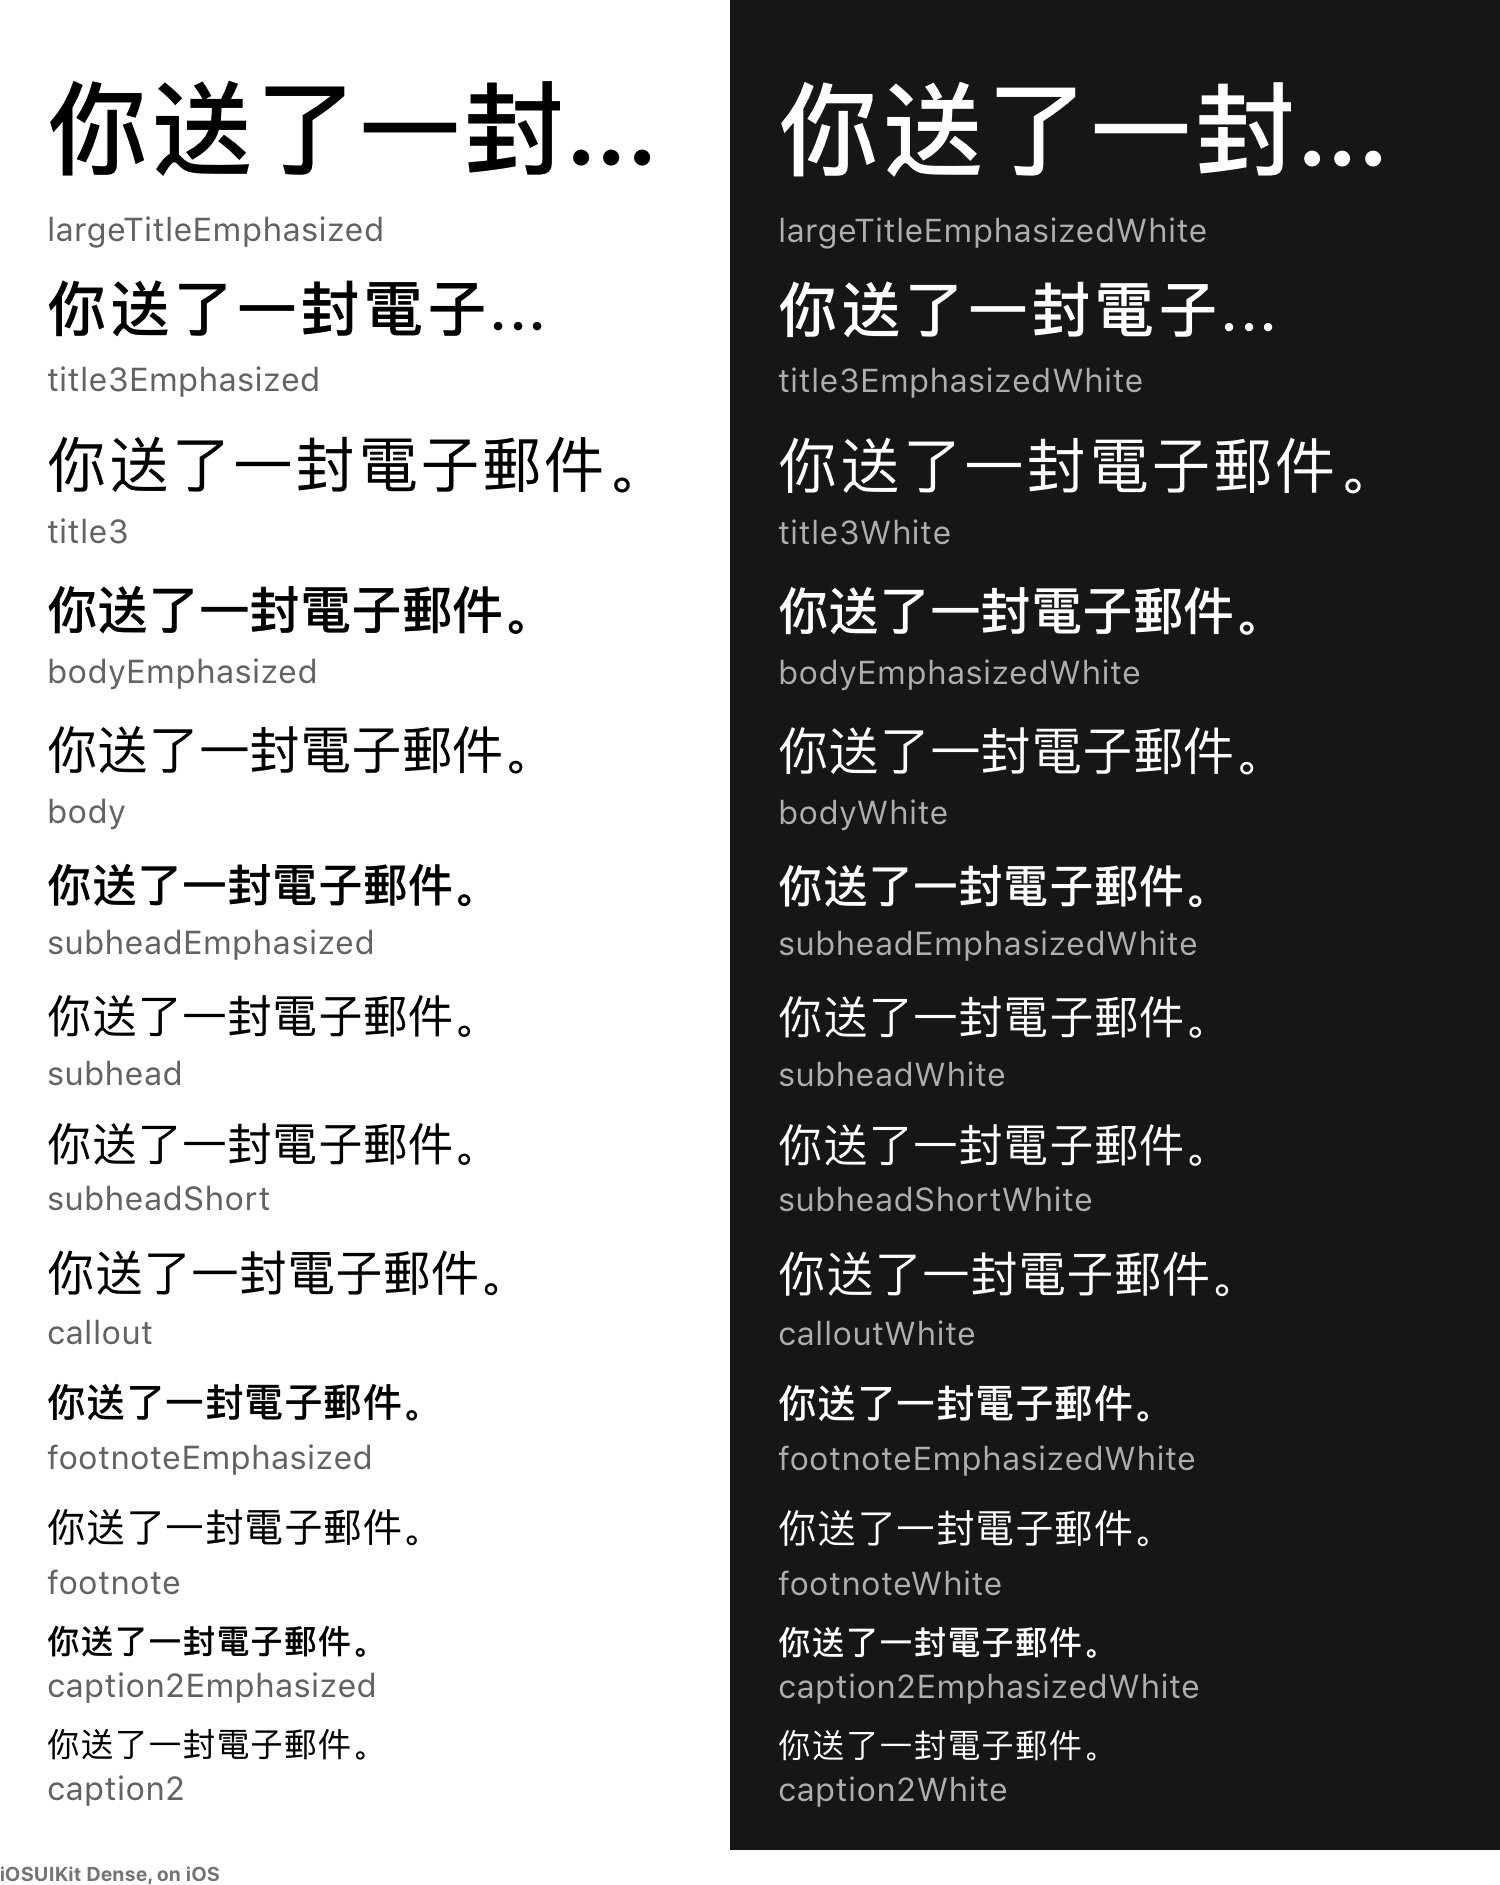 你送了一封...
largeTitleEmphasized
你送了一封電子...
title3Emphasized
你送了一封電子郵件。
title3
你送了一封電子郵件。
bodyEmphasized
你送了一封電子郵件。
body
你送了一封電子郵件。
subheadEmphasized
你送了一封電子郵件。
subhead
你送了一封電子郵件。
subheadShort
你送了一封電子郵件。
callout
你送了一封電子郵件。
footnoteEmphasized
你送了一封電子郵件。
footnote
你送了一封電子郵件。
caption2Emphasized
你送了一封電子郵件。
caption2
你送了一封...
largeTitleEmphasizedWhite
你送了一封電子...
title3EmphasizedWhite
你送了一封電子郵件。
title3White
你送了一封電子郵件。
bodyEmphasizedWhite
你送了一封電子郵件。
bodyWhite
你送了一封電子郵件。
subheadEmphasizedWhite
你送了一封電子郵件。
subheadWhite
你送了一封電子郵件。
subheadShortWhite
你送了一封電子郵件。
calloutWhite
你送了一封電子郵件。
footnoteEmphasizedWhite
你送了一封電子郵件。
footnoteWhite
你送了一封電子郵件。
caption2EmphasizedWhite
你送了一封電子郵件。
caption2White
iOSUIKit Dense, on iOS